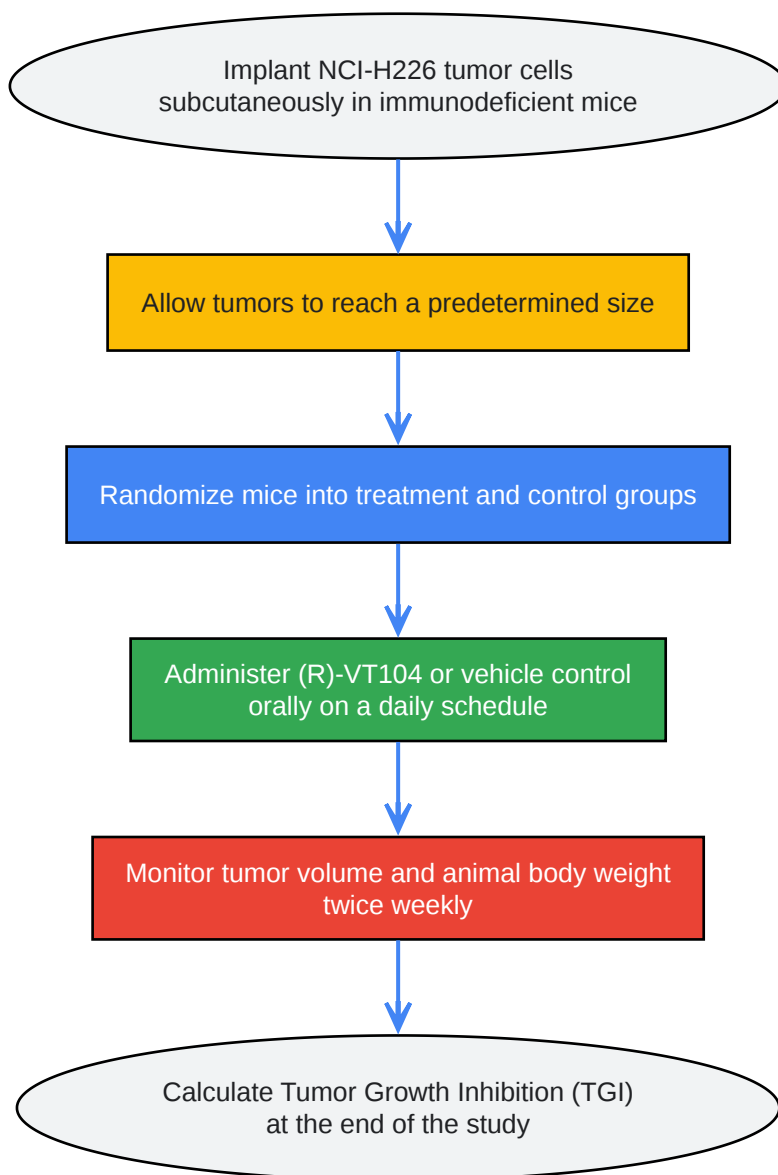 Implant NCI-H226 tumor cells
subcutaneously in immunodeficient mice
Allow tumors to reach a predetermined size
Randomize mice into treatment and control groups
Administer (R)-VT104 or vehicle control
orally on a daily schedule
Monitor tumor volume and animal body weight
twice weekly
Calculate Tumor Growth Inhibition (TGI)
at the end of the study